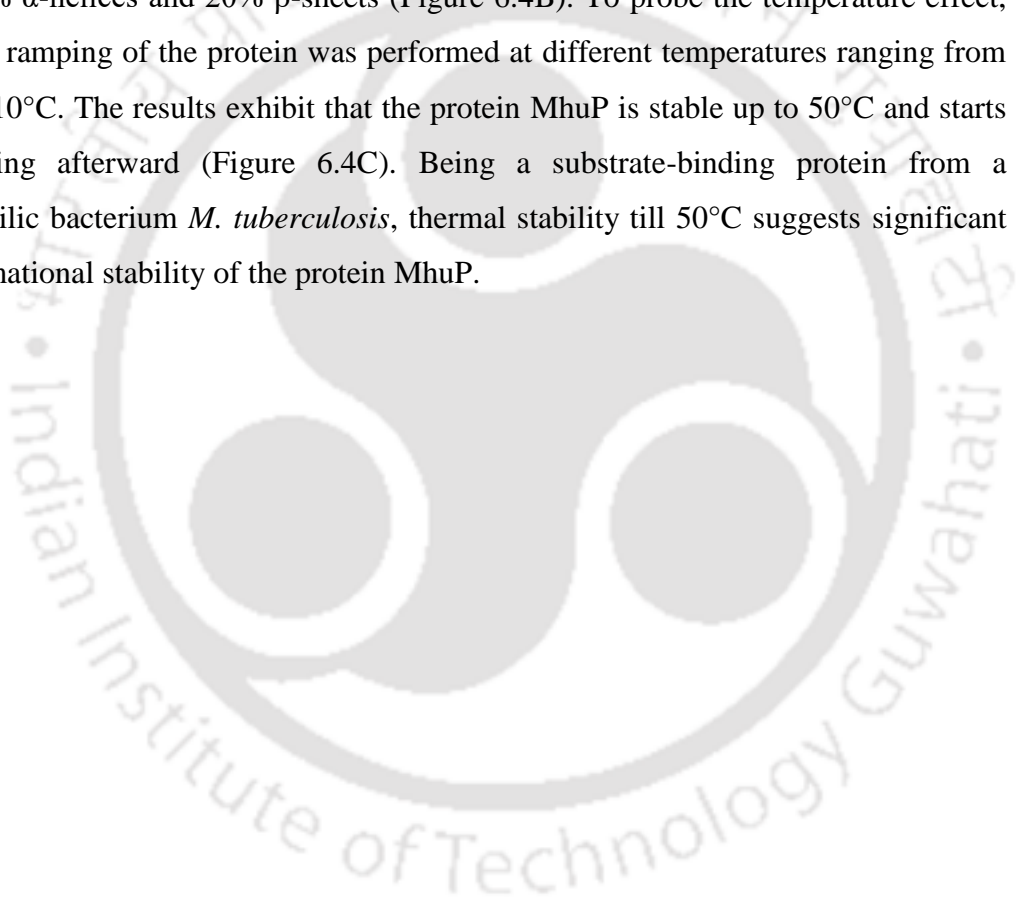 % α-helices and 20% β-sheets (Figure 6.4B). To probe the temperature effect,
ramping of the protein was performed at different temperatures ranging from
10°C. The results exhibit that the protein MhuP is stable up to 50°C and starts
ing afterward (Figure 6.4C). Being a substrate-binding protein from a
ilic bacterium M. tuberculosis, thermal stability till 50°C suggests significant
national stability of the protein MhuP.
Indian Institute of Technology Guwahati